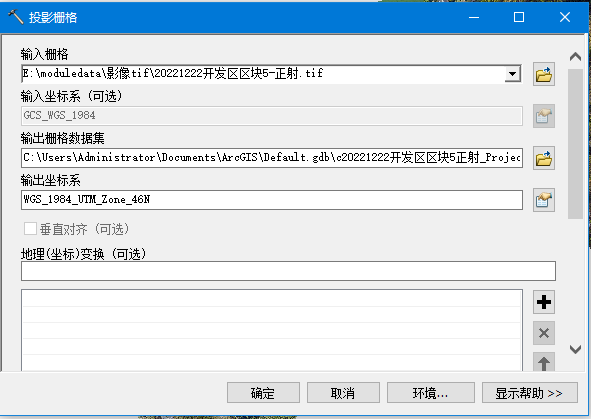 投影栅格
输入栅格
E:\moduledata\影像tif\20221222开发区区块5-正射.tif
输入坐标系 (可选)
GCS_WGS_1984
输出栅格数据集
C:\Users\Administrator\Documents\ArcGIS\Default.gdb\c20221222开发区区块5正射_Projec
输出坐标系
WGS_1984_UTM_Zone_46N
垂直对齐 (可选)
地理(坐标)变换 (可选)
确定 取消 环境... 显示帮助 >>